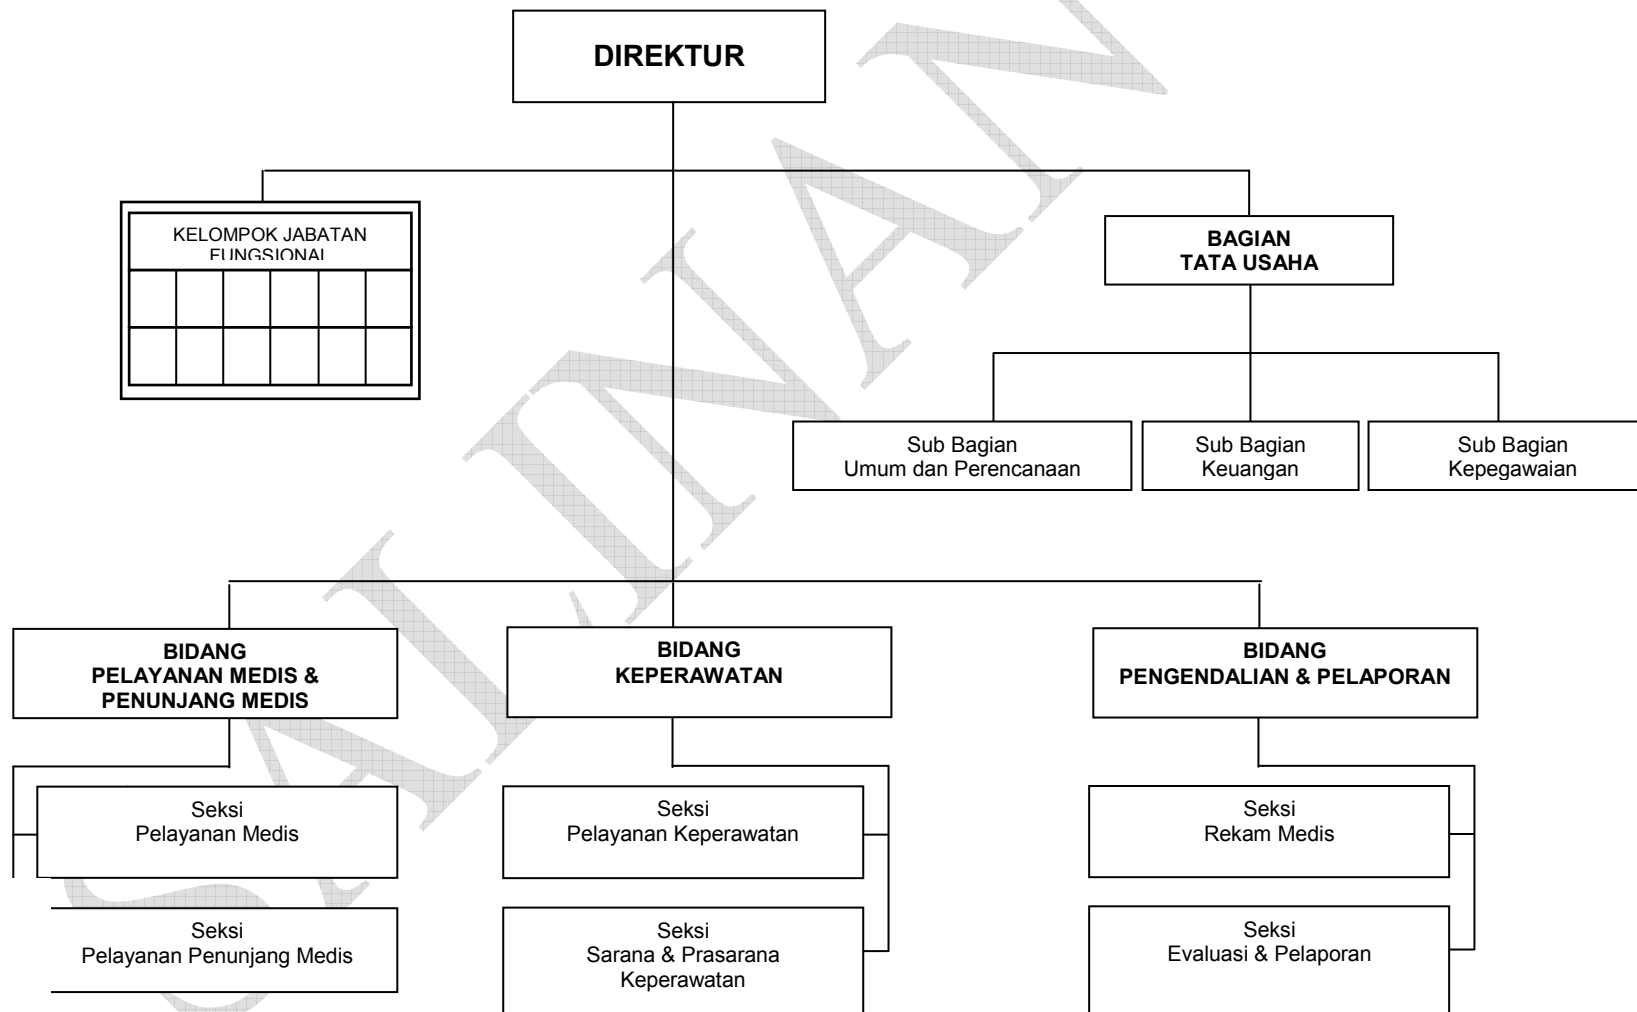 DIREKTUR
KELOMPOK JABATAN
FUNGSIONAL
BAGIAN
TATA USAHA
Sub Bagian
Umum dan Perencanaan
Sub Bagian
Keuangan
Sub Bagian
Kepegawaian
BIDANG
PELAYANAN MEDIS &
PENUNJANG MEDIS
BIDANG
KEPERAWATAN
BIDANG
PENGENDALIAN & PELAPORAN
Seksi
Pelayanan Medis
Seksi
Pelayanan Keperawatan
Seksi
Rekam Medis
Seksi
Pelayanan Penunjang Medis
Seksi
Sarana & Prasarana
Keperawatan
Seksi
Evaluasi & Pelaporan
SALINAN